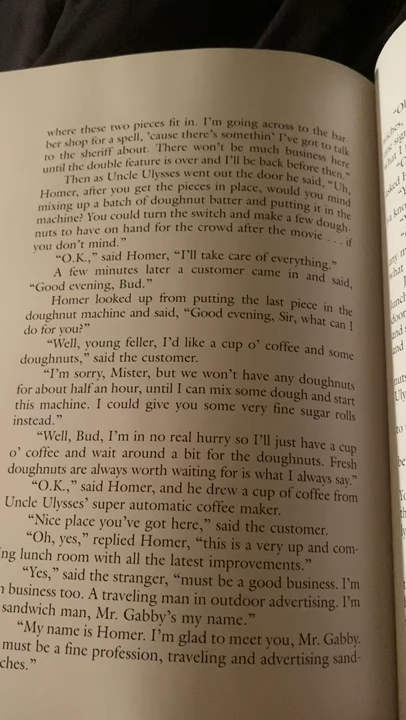 where these two pieces fit in. I'm going across to the bar-
ber shop for a spell, 'cause there's somethin' I've got to talk
to the sheriff about. There won't be much business here
until the double feature is over and I'll be back before then."
Then as Uncle Ulysses went out the door he said, "Uh,
Homer, after you get the pieces in place, would you mind
mixing up a batch of doughnut batter and putting it in the
machine? You could turn the switch and make a few dough-
nuts to have on hand for the crowd after the movie . . . if
you don't mind."
"O.K.," said Homer, "I'll take care of everything."
A few minutes later a customer came in and said,
"Good evening, Bud."
Homer looked up from putting the last piece in the
doughnut machine and said, "Good evening, Sir, what can I
do for you?"
"Well, young feller, I'd like a cup o' coffee and some
doughnuts," said the customer.
"I'm sorry, Mister, but we won't have any doughnuts
for about half an hour, until I can mix some dough and start
this machine. I could give you some very fine sugar rolls
instead."
"Well, Bud, I'm in no real hurry so I'll just have a cup
o' coffee and wait around a bit for the doughnuts. Fresh
doughnuts are always worth waiting for is what I always say."
"O.K.," said Homer, and he drew a cup of coffee from
Uncle Ulysses' super automatic coffee maker.
"Nice place you've got here," said the customer.
"Oh, yes," replied Homer, "this is a very up and com-
ing lunch room with all the latest improvements."
"Yes," said the stranger, "must be a good business. I'm
business too. A traveling man in outdoor advertising. I'm
sandwich man, Mr. Gabby's my name."
"My name is Homer. I'm glad to meet you, Mr. Gabby.
must be a fine profession, traveling and advertising sand-
ches."